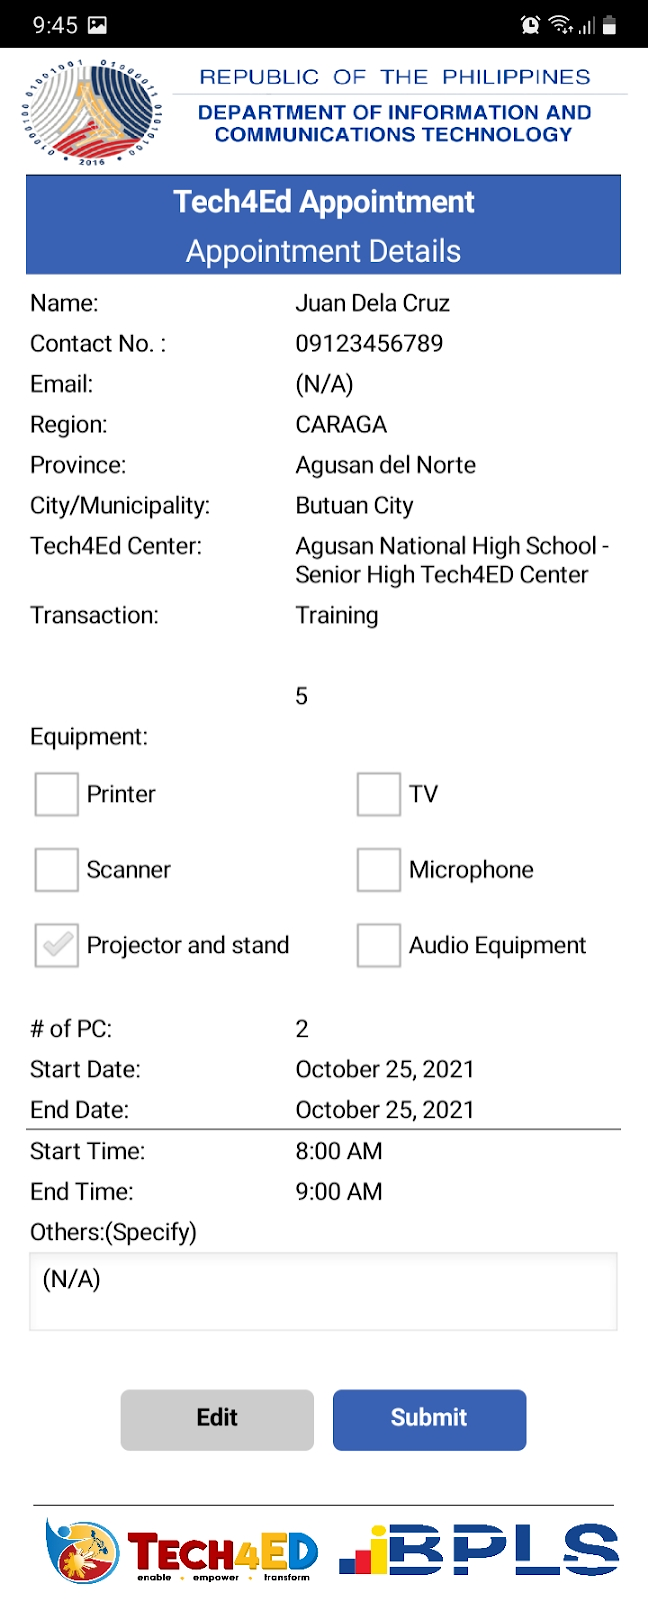 9:45
REPUBLIC OF THE PHILIPPINES
DEPARTMENT OF INFORMATION AND
COMMUNICATIONS TECHNOLOGY
2016
Tech4Ed Appointment
Appointment Details
Name: Juan Dela Cruz
Contact No. : 09123456789
Email: (N/A)
Region: CARAGA
Province: Agusan del Norte
City/Municipality: Butuan City
Tech4Ed Center: Agusan National High School -
Senior High Tech4ED Center
Transaction: Training
5
Equipment:
Printer TV
Scanner Microphone
Projector and stand Audio Equipment
# of PC: 2
Start Date: October 25, 2021
End Date: October 25, 2021
Start Time: 8:00 AM
End Time: 9:00 AM
Others:(Specify)
(N/A)
Edit Submit
TECH4ED iBPLS
enable • empower • transform